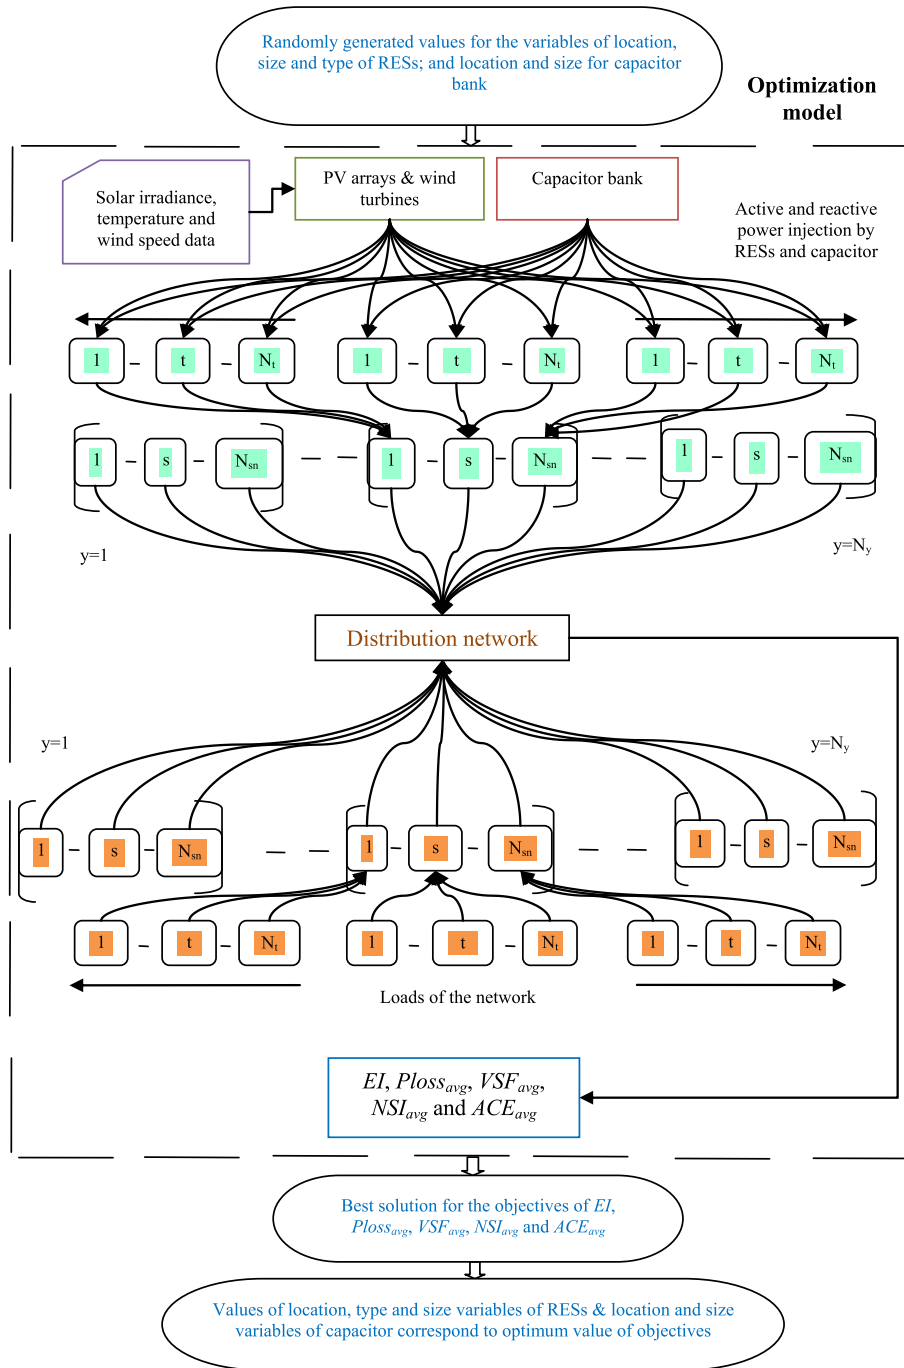 Randomly generated values for the variables of location,
size and type of RESs; and location and size for capacitor
bank
Optimization
model
Solar irradiance,
temperature and
wind speed data
PV arrays & wind
turbines
Capacitor bank
Active and reactive
power injection by
RESs and capacitor
1 - t - Nt 1 - t - Nt 1 - t - Nt
1 - s - Nsn 1 - s - Nsn 1 - s - Nsn
y=1
y=Ny
Distribution network
y=1
y=Ny
1 - s - Nsn 1 - s - Nsn 1 - s - Nsn
1 - t - Nt 1 - t - Nt 1 - t - Nt
Loads of the network
EI, Plossavg, VSFavg,
NSIavg and ACEavg
Best solution for the objectives of EI,
Plossavg, VSFavg, NSIavg and ACEavg
Values of location, type and size variables of RESs & location and size
variables of capacitor correspond to optimum value of objectives